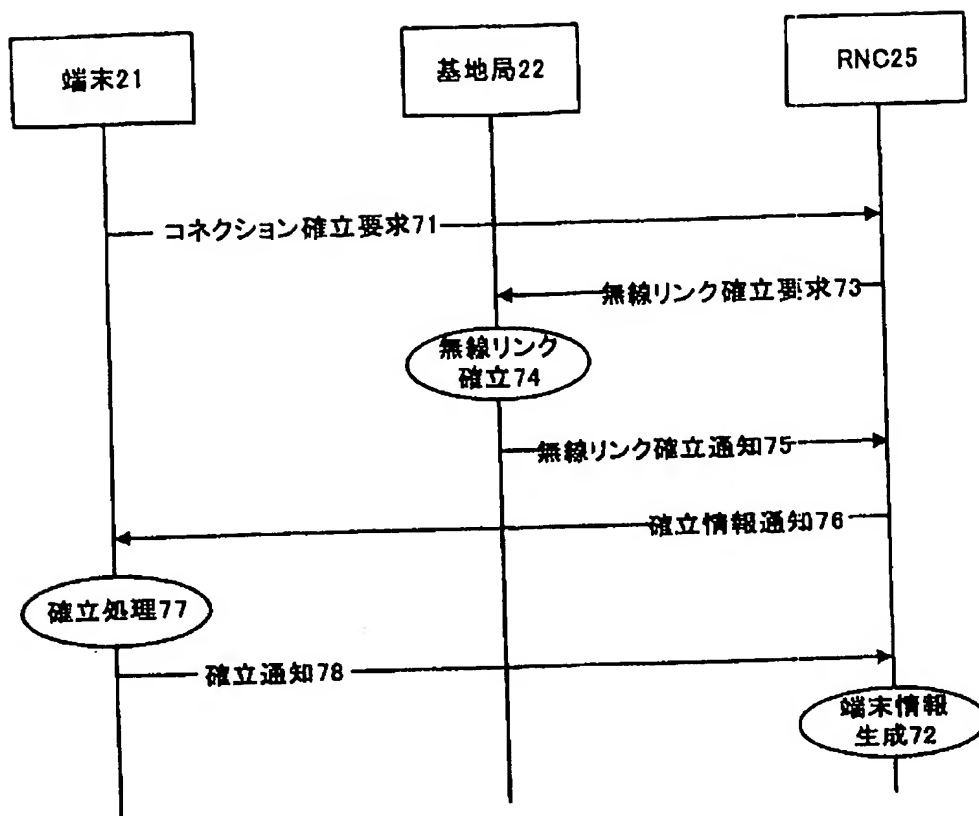 端末21
基地局22
RNC25
コネクション確立要求71
無線リンク確立要求73
無線リンク
確立74
無線リンク確立通知75
確立情報通知76
確立処理77
確立通知78
端末情報
生成72